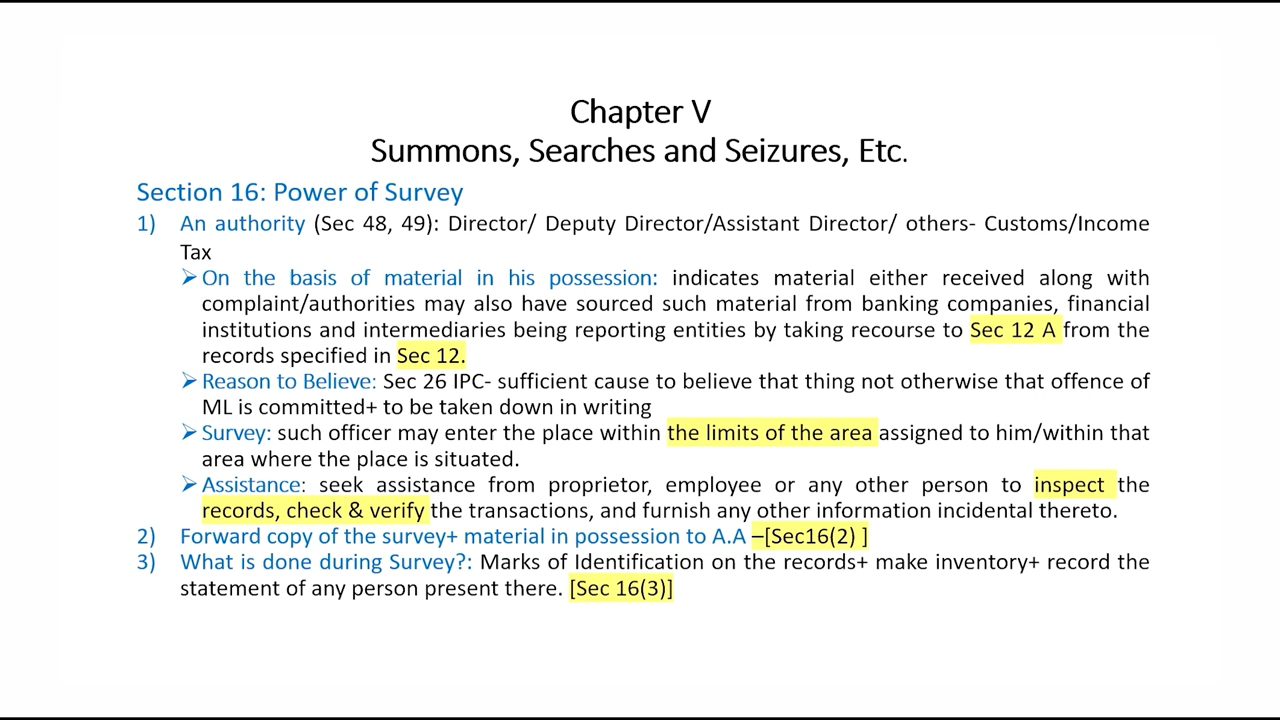 Chapter V
Summons, Searches and Seizures, Etc.
Section 16: Power of Survey
1) An authority (Sec 48, 49): Director/ Deputy Director/Assistant Director/ others- Customs/Income
Tax
➢On the basis of material in his possession: indicates material either received along with
complaint/authorities may also have sourced such material from banking companies, financial
institutions and intermediaries being reporting entities by taking recourse to Sec 12 A from the
records specified in Sec 12.
➢Reason to Believe: Sec 26 IPC- sufficient cause to believe that thing not otherwise that offence of
ML is committed+ to be taken down in writing
➢Survey: such officer may enter the place within the limits of the area assigned to him/within that
area where the place is situated.
➢Assistance: seek assistance from proprietor, employee or any other person to inspect the
records, check & verify the transactions, and furnish any other information incidental thereto.
2) Forward copy of the survey+ material in possession to A.A –[Sec16(2) ]
3) What is done during Survey?: Marks of Identification on the records+ make inventory+ record the
statement of any person present there. [Sec 16(3)]